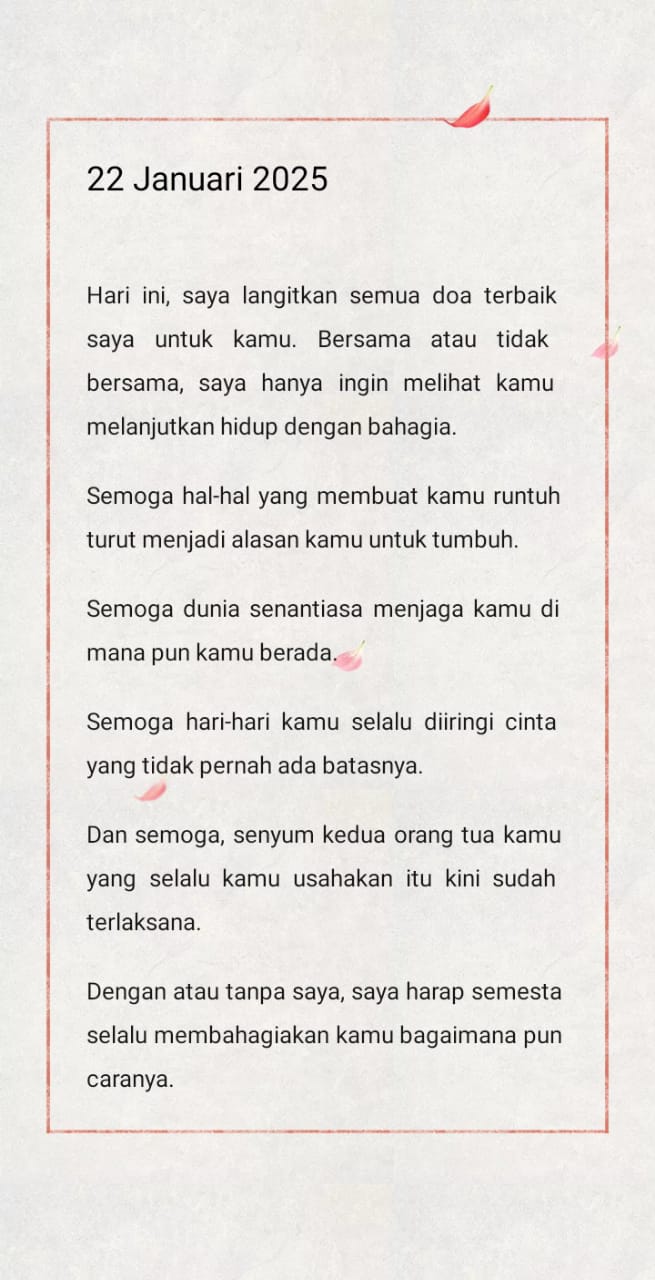 22 Januari 2025
Hari ini, saya langitkan semua doa terbaik
saya untuk kamu. Bersama atau tidak
bersama, saya hanya ingin melihat kamu
melanjutkan hidup dengan bahagia.
Semoga hal-hal yang membuat kamu runtuh
turut menjadi alasan kamu untuk tumbuh.
Semoga dunia senantiasa menjaga kamu di
mana pun kamu berada.
Semoga hari-hari kamu selalu diiringi cinta
yang tidak pernah ada batasnya.
Dan semoga, senyum kedua orang tua kamu
yang selalu kamu usahakan itu kini sudah
terlaksana.
Dengan atau tanpa saya, saya harap semesta
selalu membahagiakan kamu bagaimana pun
caranya.